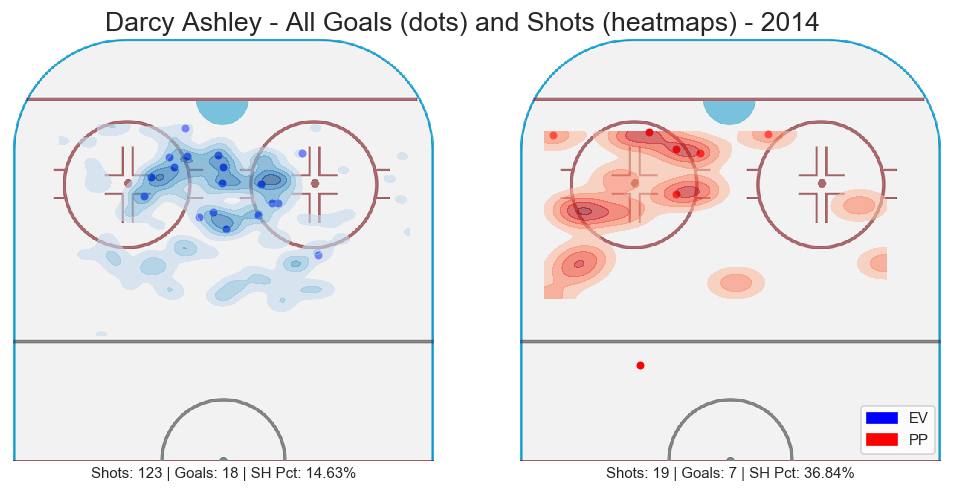 Darcy Ashley - All Goals (dots) and Shots (heatmaps) - 2014
EV
PP
Shots: 123 | Goals: 18 | SH Pct: 14.63%
Shots: 19 | Goals: 7 | SH Pct: 36.84%